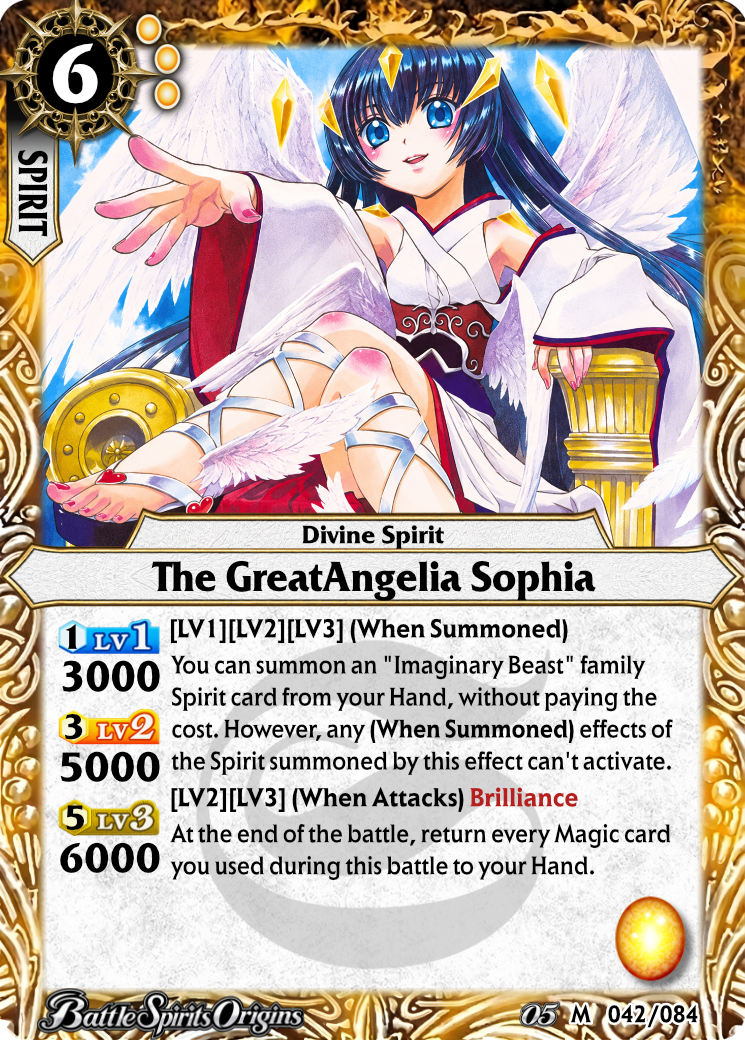 6
SPIRIT
Divine Spirit
The GreatAngelia Sophia
1 LV1
3000
3 LV2
5000
5 LV3
6000
[LV1][LV2][LV3] (When Summoned)
You can summon an "Imaginary Beast" family
Spirit card from your Hand, without paying the
cost. However, any (When Summoned) effects of
the Spirit summoned by this effect can't activate.
[LV2][LV3] (When Attacks) Brilliance
At the end of the battle, return every Magic card
you used during this battle to your Hand.
Battle Spirits Origins
05 M 042/084